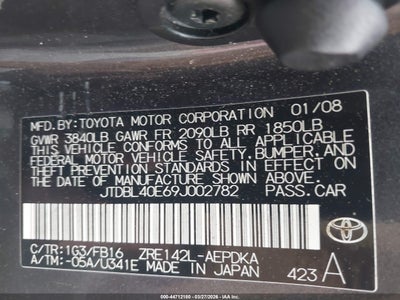 MFD.BY:TOYOTA MOTOR CORPORATION 01/08
GVWR 3840LB GAWR FR 2090LB RR 1850LB
THIS VEHICLE CONFORMS TO ALL APPLICABLE
FEDERAL MOTOR VEHICLE SAFETY,BUMPER,AND
THEFT PREVENTION STANDARDS IN EFFECT ON
THE DATE OF MANUFACTURE SHOWN ABOVE.
JTDBL40E69J002782 PASS.CAR
C/TR:1G3/FB16 ZRE142L-AEPDKA
A/TM:-05A/U341E MADE IN JAPAN 423 A
TOYOTA
000-44712160 | 03/27/2026 - IAA